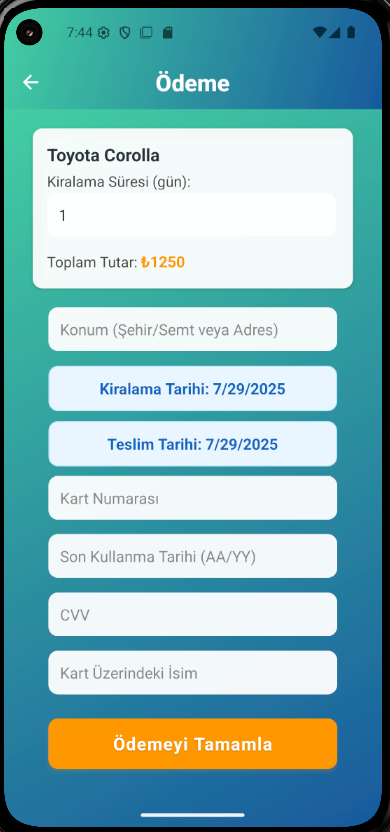 7:44
Ödeme
Toyota Corolla
Kiralama Süresi (gün):
1
Toplam Tutar: ₺1250
Konum (Şehir/Semt veya Adres)
Kiralama Tarihi: 7/29/2025
Teslim Tarihi: 7/29/2025
Kart Numarası
Son Kullanma Tarihi (AA/YY)
CVV
Kart Üzerindeki İsim
Ödemeyi Tamamla